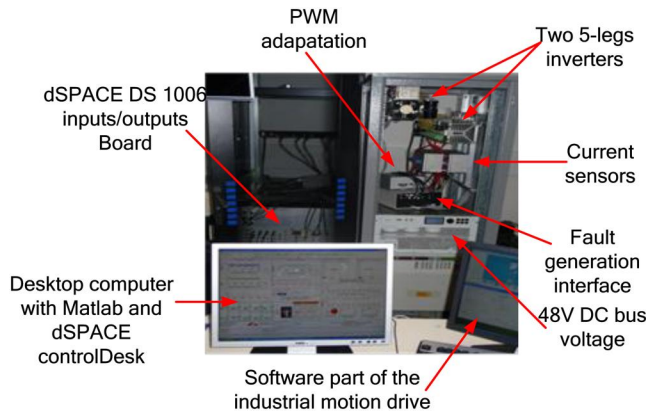 PWM
adapatation
Two 5-legs
inverters
dSPACE DS 1006
inputs/outputs
Board
Current
sensors
Fault
generation
interface
Desktop computer
with Matlab and
dSPACE
controlDesk
48V DC bus
voltage
Software part of the
industrial motion drive